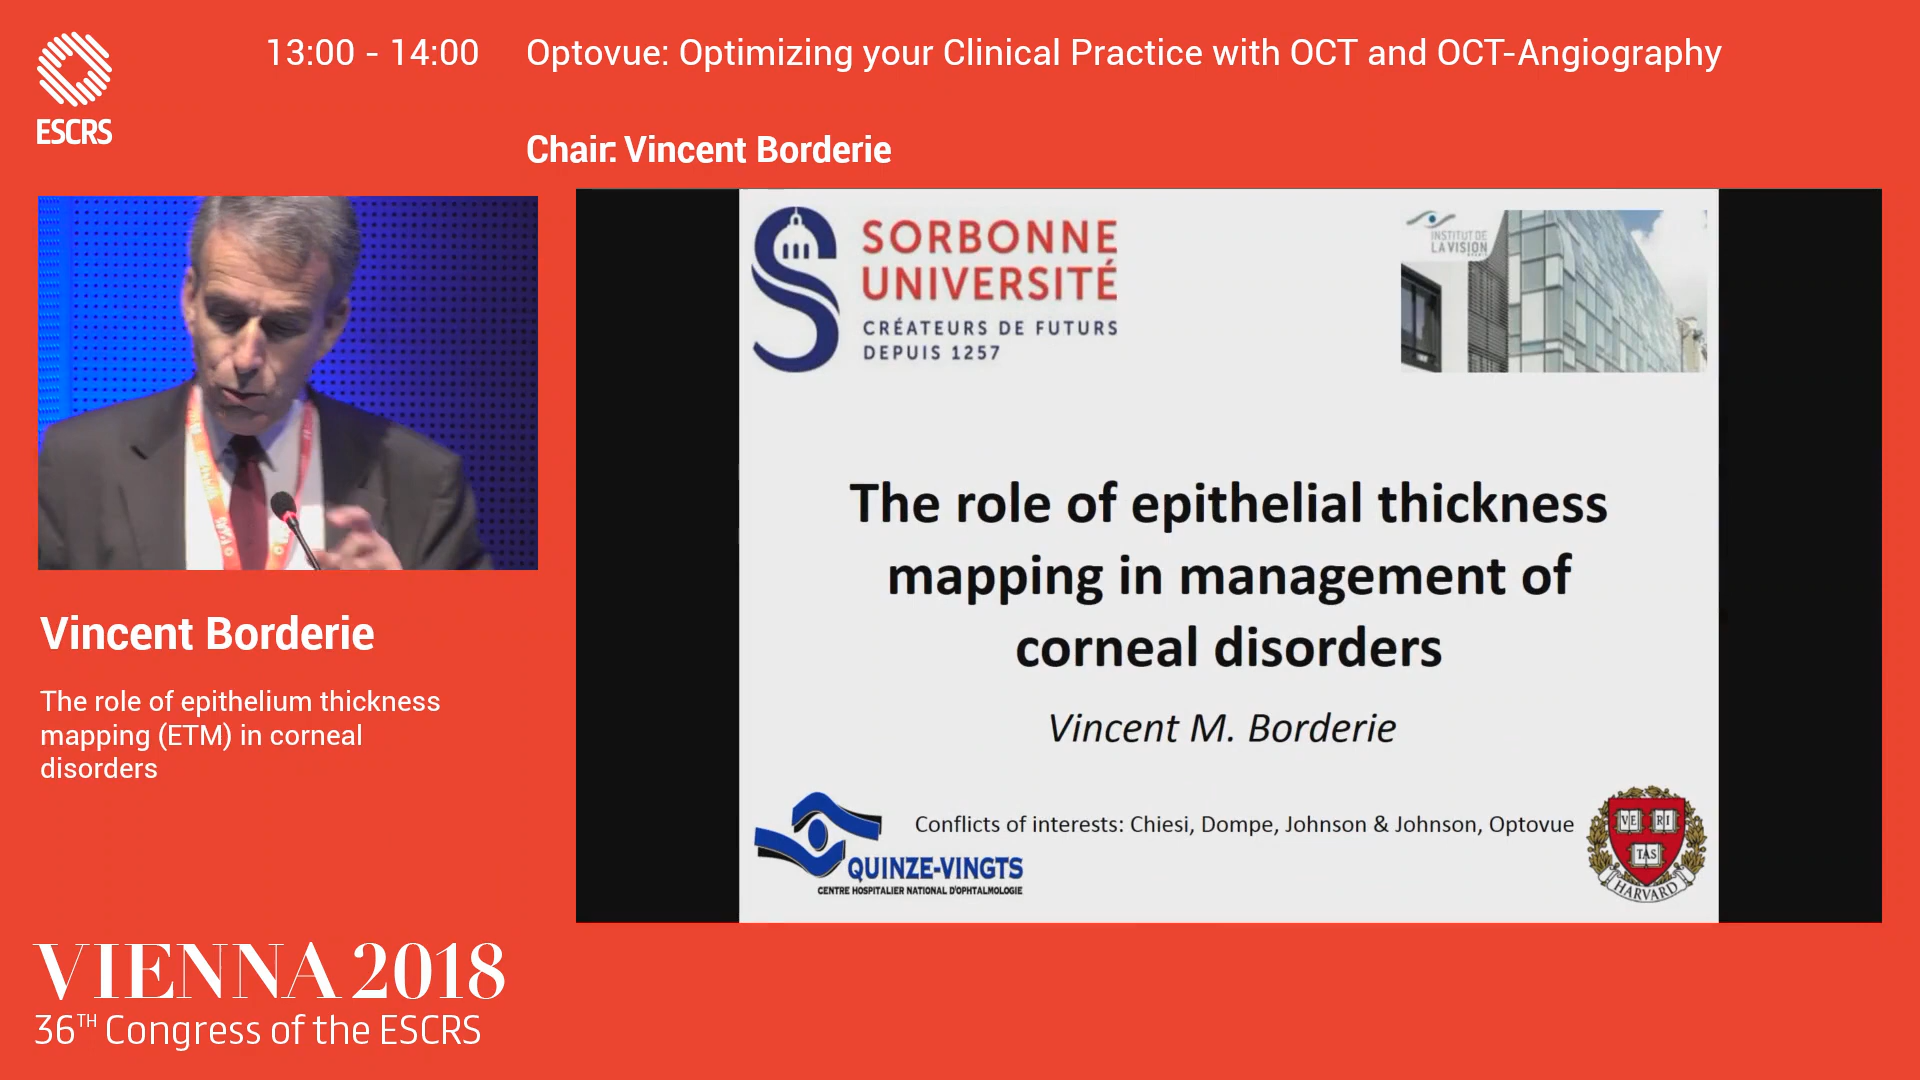 ESCRS
13:00 - 14:00 Optovue: Optimizing your Clinical Practice with OCT and OCT-Angiography
Chair: Vincent Borderie
SORBONNE
UNIVERSITÉ
CRÉATEURS DE FUTURS
DEPUIS 1257
INSTITUT DE
LA VISION
The role of epithelial thickness
mapping in management of
corneal disorders
Vincent M. Borderie
Conflicts of interests: Chiesi, Dompe, Johnson & Johnson, Optovue
QUINZE-VINGTS
CENTRE HOSPITALIER NATIONAL D'OPHTALMOLOGIE
VE RI
TAS
HARVARD
Vincent Borderie
The role of epithelium thickness
mapping (ETM) in corneal
disorders
VIENNA 2018
36TH Congress of the ESCRS